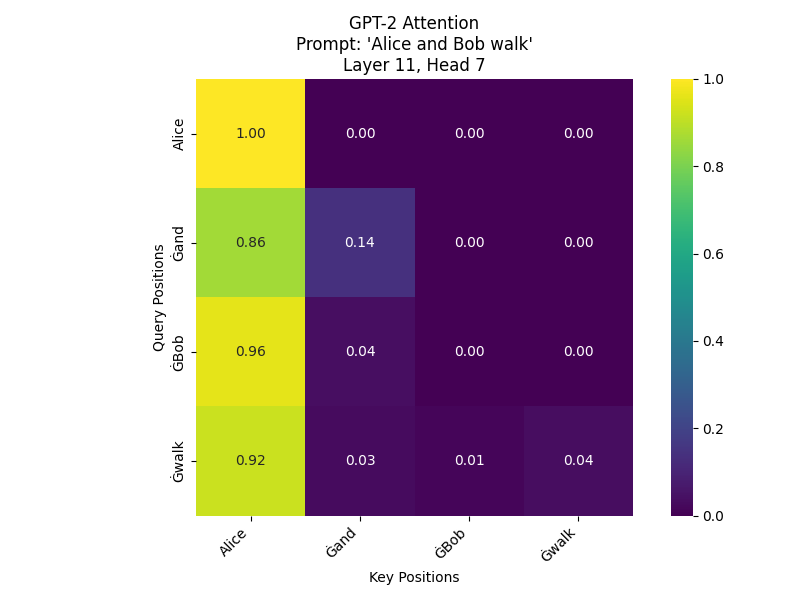 GPT-2 Attention
Prompt: 'Alice and Bob walk'
Layer 11, Head 7
Query Positions
Alice
Ġand
ĠBob
Ġwalk
1.00 0.00 0.00 0.00
0.86 0.14 0.00 0.00
0.96 0.04 0.00 0.00
0.92 0.03 0.01 0.04
Alice Ġand ĠBob Ġwalk
Key Positions
1.0
0.8
0.6
0.4
0.2
0.0